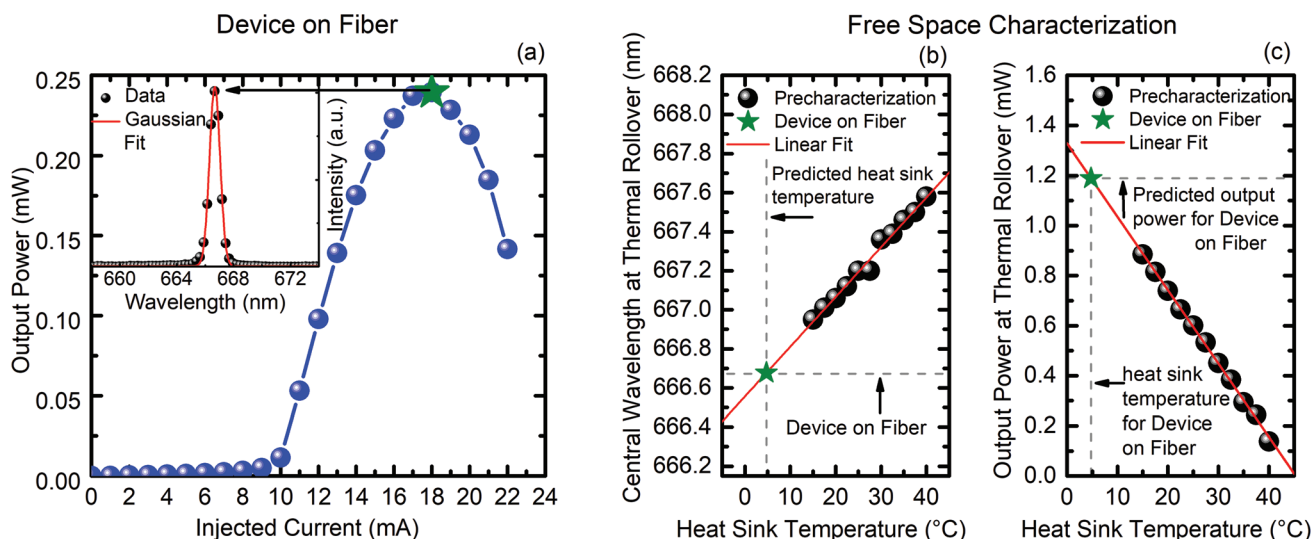 Device on Fiber
Free Space Characterization
(a)
Output Power (mW)
0.25
0.20
0.15
0.10
0.05
0.00
0 2 4 6 8 10 12 14 16 18 20 22 24
Injected Current (mA)
Data
Gaussian
Fit
Intensity (a.u.)
660 664 668 672
Wavelength (nm)
(b)
Central Wavelength at Thermal Rollover (nm)
668.2
668.0
667.8
667.6
667.4
667.2
667.0
666.8
666.6
666.4
666.2
Precharacterization
Device on Fiber
Linear Fit
Predicted heat sink
temperature
Device on Fiber
0 10 20 30 40
Heat Sink Temperature (°C)
(c)
Output Power at Thermal Rollover (mW)
1.6
1.4
1.2
1.0
0.8
0.6
0.4
0.2
0.0
Precharacterization
Device on Fiber
Linear Fit
Predicted output
power for Device
on Fiber
heat sink
temperature
for Device
on Fiber
0 10 20 30 40
Heat Sink Temperature (°C)